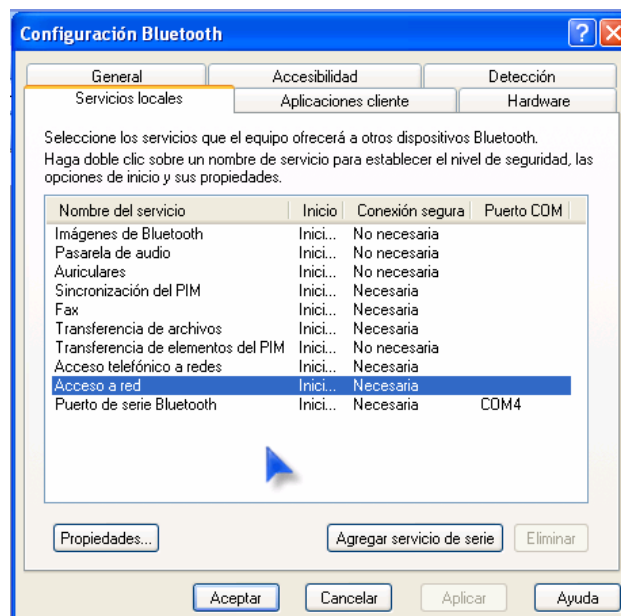 Configuración Bluetooth
General Accesibilidad Detección
Servicios locales Aplicaciones cliente Hardware
Seleccione los servicios que el equipo ofrecerá a otros dispositivos Bluetooth.
Haga doble clic sobre un nombre de servicio para establecer el nivel de seguridad, las
opciones de inicio y sus propiedades.
Nombre del servicio Inicio Conexión segura Puerto COM
Imágenes de Bluetooth Inici... No necesaria
Pasarela de audio Inici... No necesaria
Auriculares Inici... No necesaria
Sincronización del PIM Inici... Necesaria
Fax Inici... Necesaria
Transferencia de archivos Inici... Necesaria
Transferencia de elementos del PIM Inici... No necesaria
Acceso telefónico a redes Inici... Necesaria
Acceso a red Inici... Necesaria
Puerto de serie Bluetooth Inici... Necesaria COM4
Propiedades... Agregar servicio de serie Eliminar
Aceptar Cancelar Aplicar Ayuda